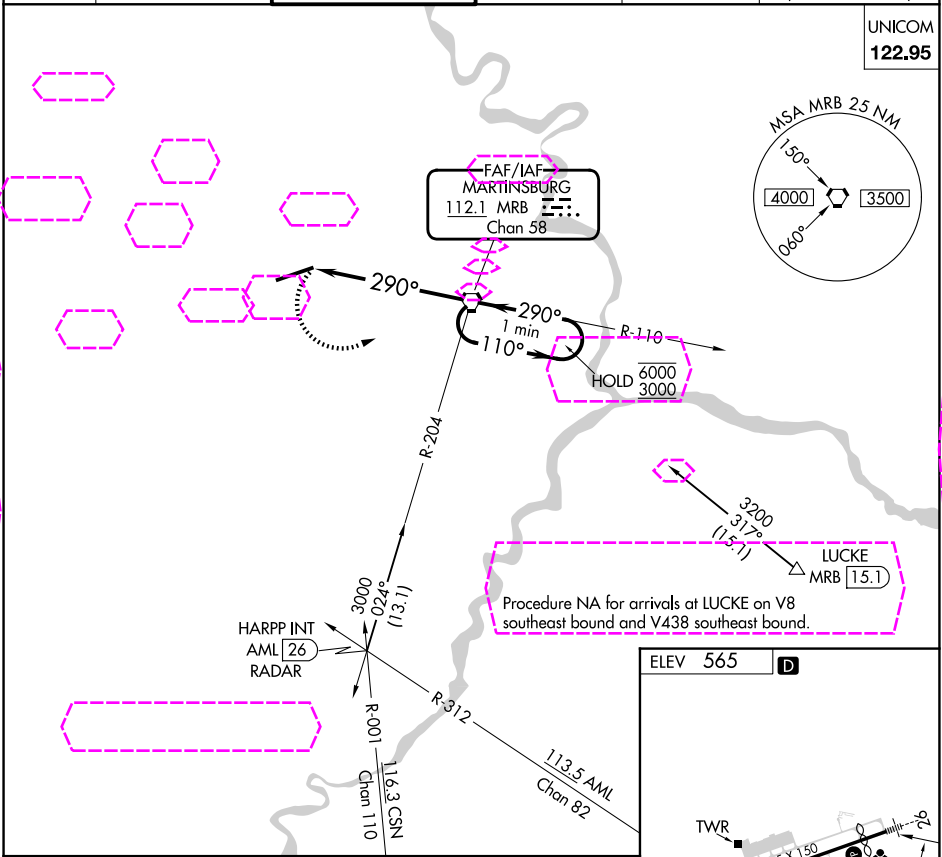 UNICOM
122.95
MSA MRB 25 NM
150°
4000
3500
060°
FAF/IAF
MARTINSBURG
112.1 MRB
Chan 58
290°
290°
1 min
110°
R-110
HOLD 6000
3000
R-204
3200
317°
(15.1)
LUCKE
MRB 15.1
Procedure NA for arrivals at LUCKE on V8
southeast bound and V438 southeast bound.
3000
024°
(13.1)
HARPP INT
AML 26
RADAR
R-312
R-001
116.3 CSN
Chan 110
113.5 AML
Chan 82
ELEV 565
D
TWR
26
X 150